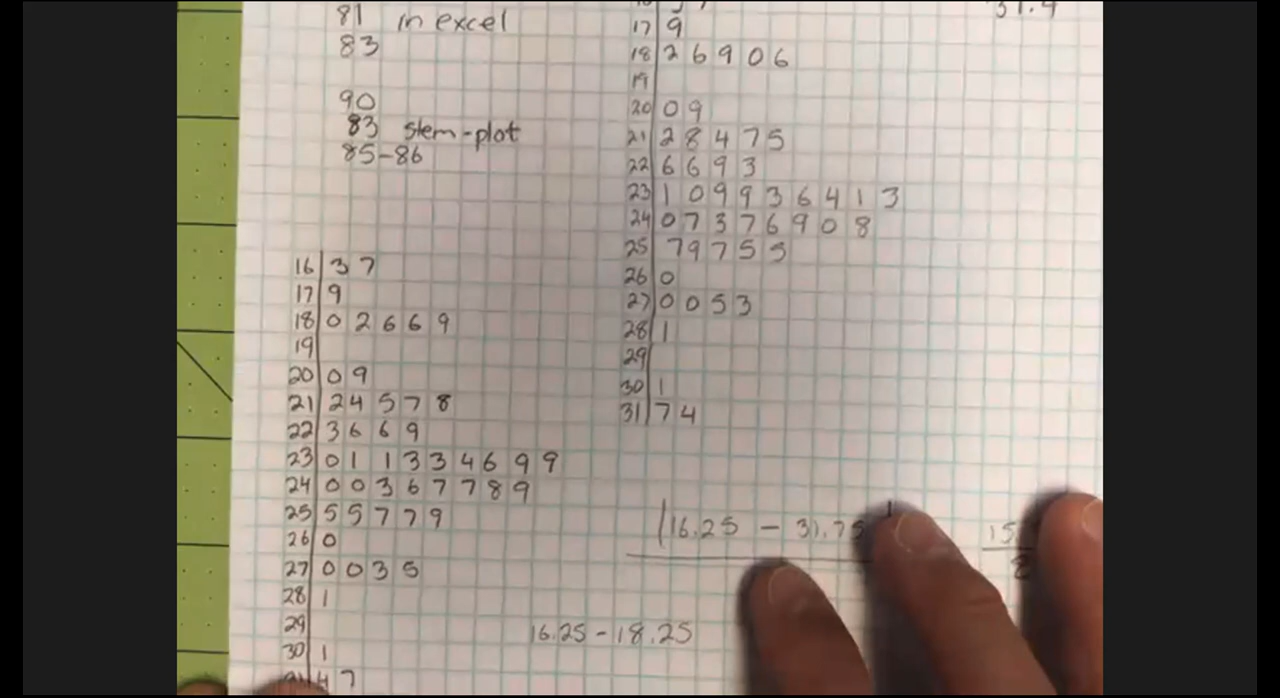 81 in excel
83
90
83 stem-plot
85-86
16 | 3 7
17 | 9
18 | 0 2 6 6 9
19 |
20 | 0 9
21 | 2 4 5 7 8
22 | 3 6 6 9
23 | 0 1 1 3 3 4 6 9 9
24 | 0 0 3 6 7 7 8 9
25 | 5 5 7 7 9
26 | 0
27 | 0 0 3 5
28 | 1
29 |
30 | 1
4 7
17 | 9
18 | 2 6 9 0 6
19 |
20 | 0 9
21 | 2 8 4 7 5
22 | 6 6 9 3
23 | 1 0 9 9 3 6 4 1 3
24 | 0 7 3 7 6 9 0 8
25 | 7 9 7 5 5
26 | 0
27 | 0 0 5 3
28 | 1
29 |
30 | 1
31 | 7 4
31.4
|16.25 - 31.75|
15
8
16.25 - 18.25